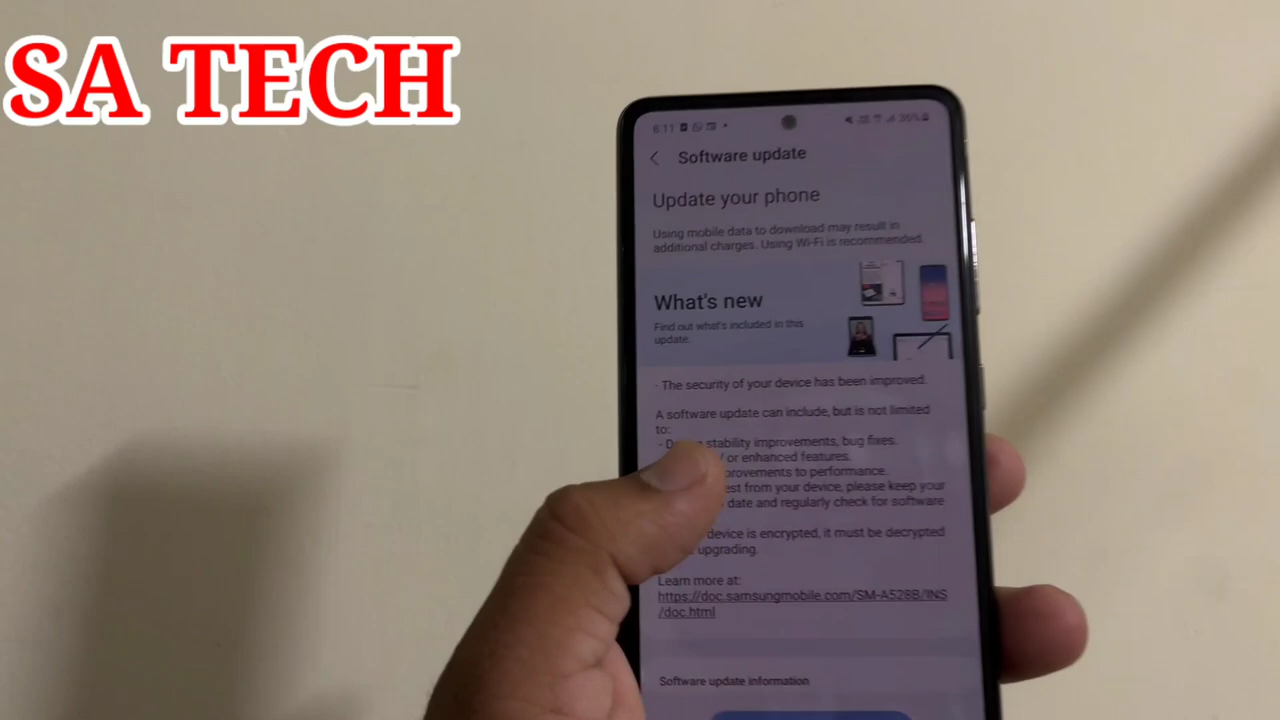 SA TECH
8:11
36%
Software update
Update your phone
Using mobile data to download may result in
additional charges. Using Wi-Fi is recommended.
What's new
Find out what's included in this
update.
· The security of your device has been improved.
A software update can include, but is not limited
to:
- stability improvements, bug fixes.
/ or enhanced features.
to performance.
from your device, please keep your
date and regularly check for software
device is encrypted, it must be decrypted
upgrading.
Learn more at:
https://doc.samsungmobile.com/SM-A528B/INS
/doc.html
Software update information